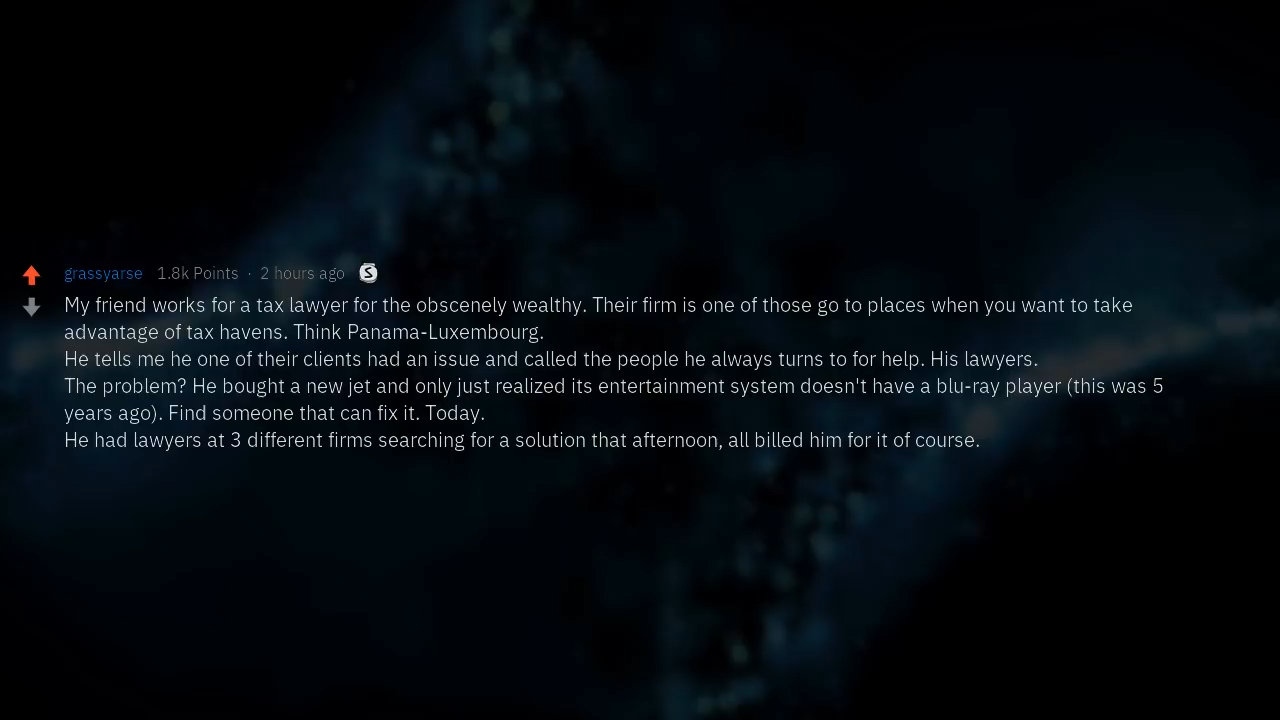 grassyarse 1.8k Points · 2 hours ago S
My friend works for a tax lawyer for the obscenely wealthy. Their firm is one of those go to places when you want to take
advantage of tax havens. Think Panama-Luxembourg.
He tells me he one of their clients had an issue and called the people he always turns to for help. His lawyers.
The problem? He bought a new jet and only just realized its entertainment system doesn't have a blu-ray player (this was 5
years ago). Find someone that can fix it. Today.
He had lawyers at 3 different firms searching for a solution that afternoon, all billed him for it of course.